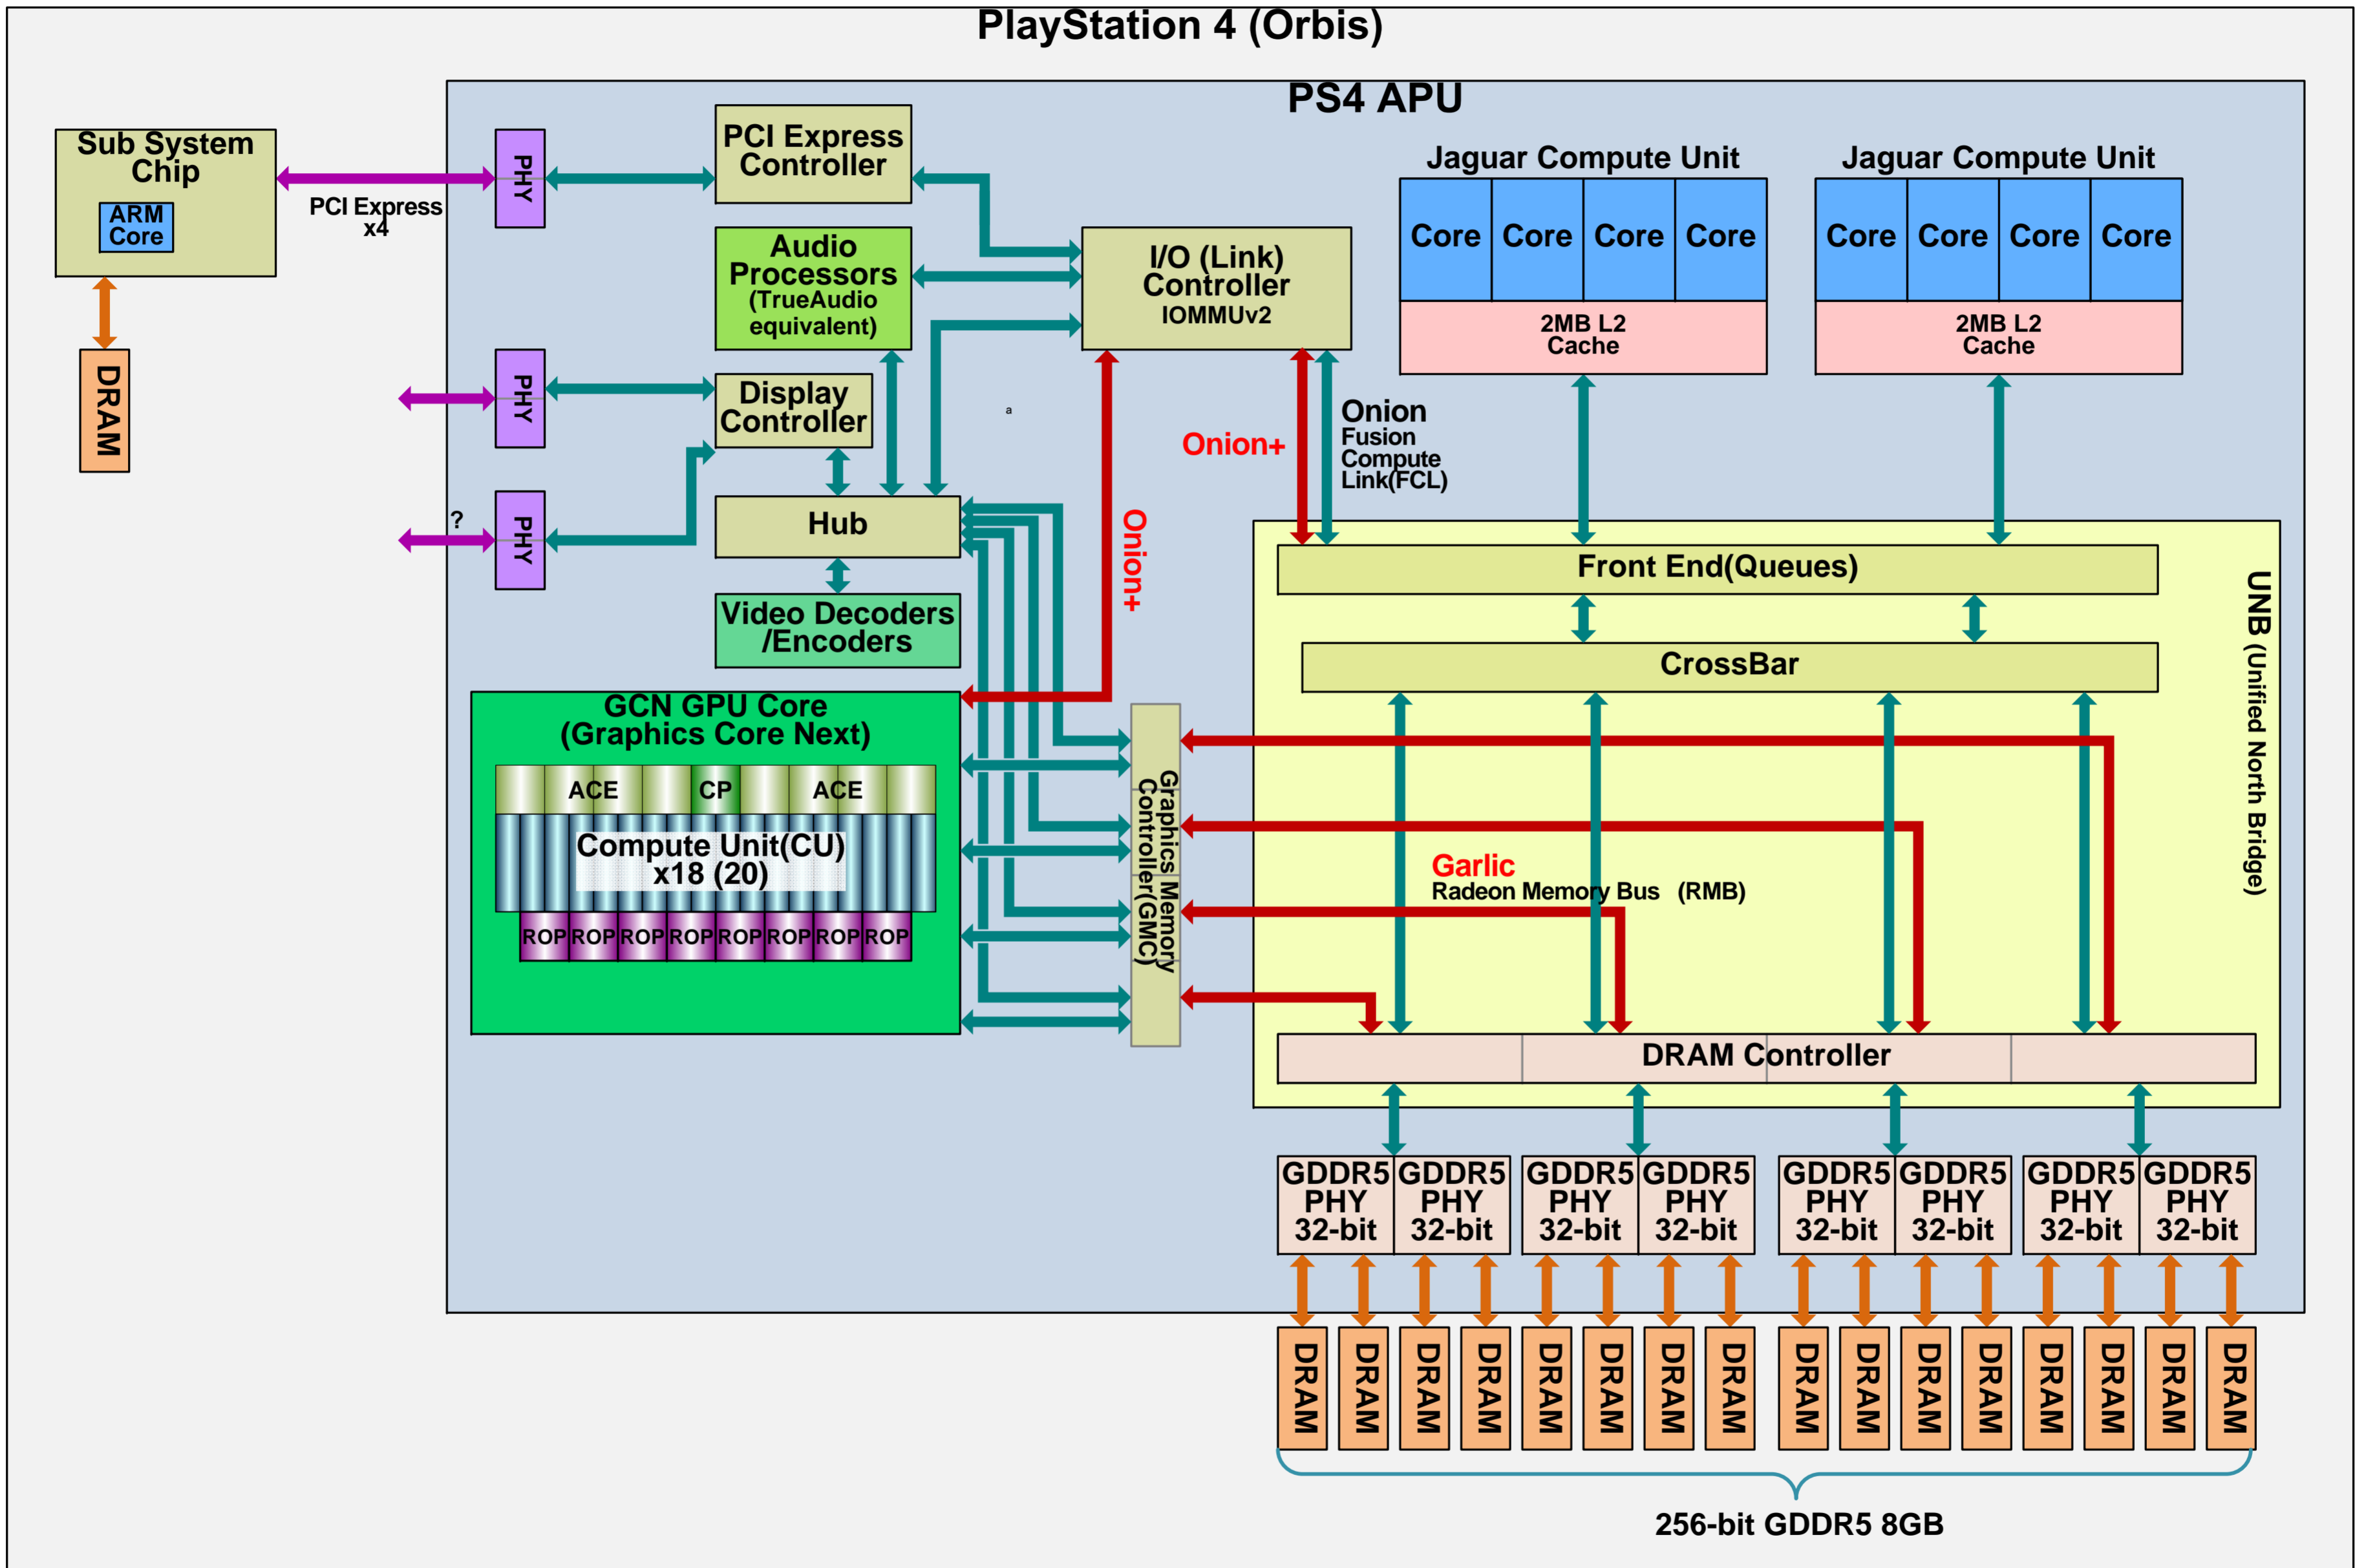 PlayStation 4 (Orbis)
PS4 APU
Sub System
Chip
ARM
Core
DRAM
PCI Express
x4
PHY
PCI Express
Controller
Audio
Processors
(TrueAudio
equivalent)
I/O (Link)
Controller
IOMMUv2
Jaguar Compute Unit
Core Core Core Core
2MB L2
Cache
Jaguar Compute Unit
Core Core Core Core
2MB L2
Cache
PHY
Display
Controller
a
Onion+
Onion
Fusion
Compute
Link(FCL)
?
PHY
Hub
Onion+
Video Decoders
/Encoders
Front End(Queues)
CrossBar
UNB (Unified North Bridge)
GCN GPU Core
(Graphics Core Next)
ACE CP ACE
Compute Unit(CU)
x18 (20)
ROP ROP ROP ROP ROP ROP ROP ROP
Graphics Memory
Controller(GMC)
Garlic
Radeon Memory Bus (RMB)
DRAM Controller
GDDR5 GDDR5 GDDR5 GDDR5 GDDR5 GDDR5 GDDR5 GDDR5
PHY PHY PHY PHY PHY PHY PHY PHY
32-bit 32-bit 32-bit 32-bit 32-bit 32-bit 32-bit 32-bit
DRAM DRAM DRAM DRAM DRAM DRAM DRAM DRAM DRAM DRAM DRAM DRAM DRAM DRAM DRAM DRAM
256-bit GDDR5 8GB